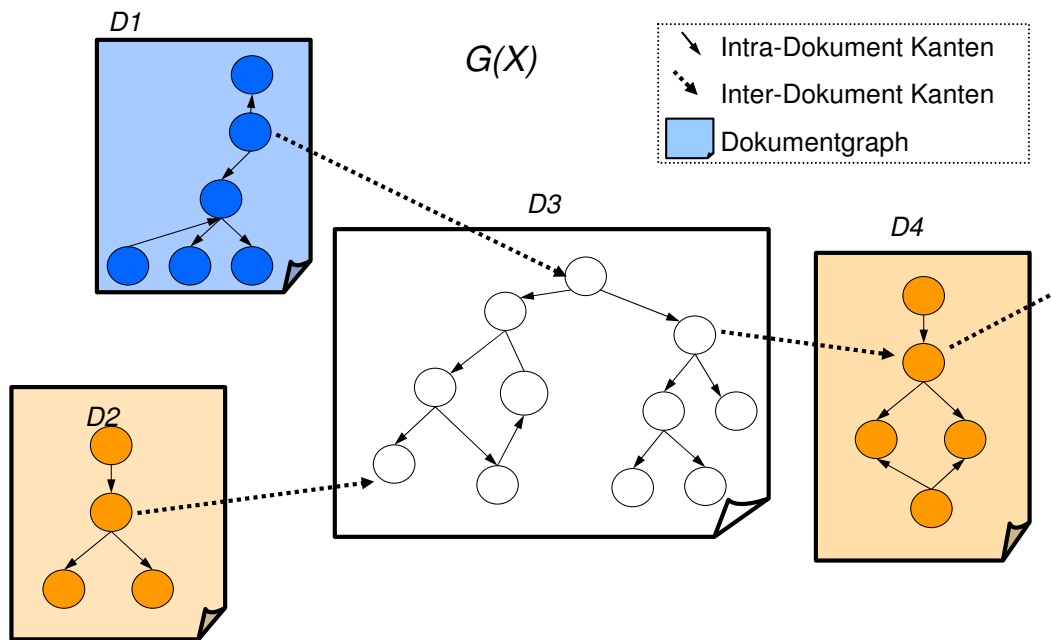 D1
G(X)
Intra-Dokument Kanten
Inter-Dokument Kanten
Dokumentgraph
D3
D4
D2